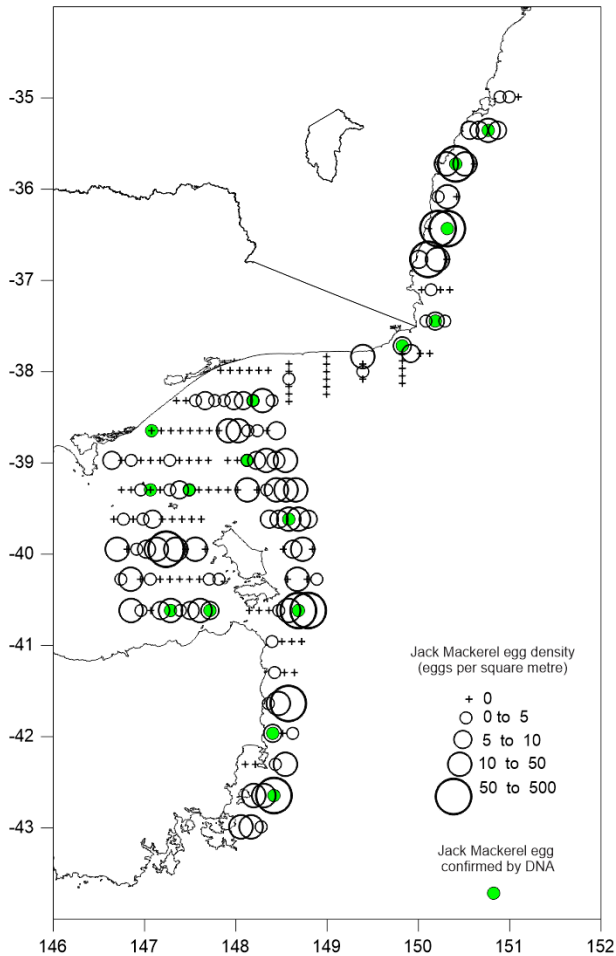 -35
-36
-37
-38
-39
-40
-41
-42
-43
Jack Mackerel egg density
(eggs per square metre)
+ 0
0 to 5
5 to 10
10 to 50
50 to 500
Jack Mackerel egg
confirmed by DNA
146 147 148 149 150 151 152